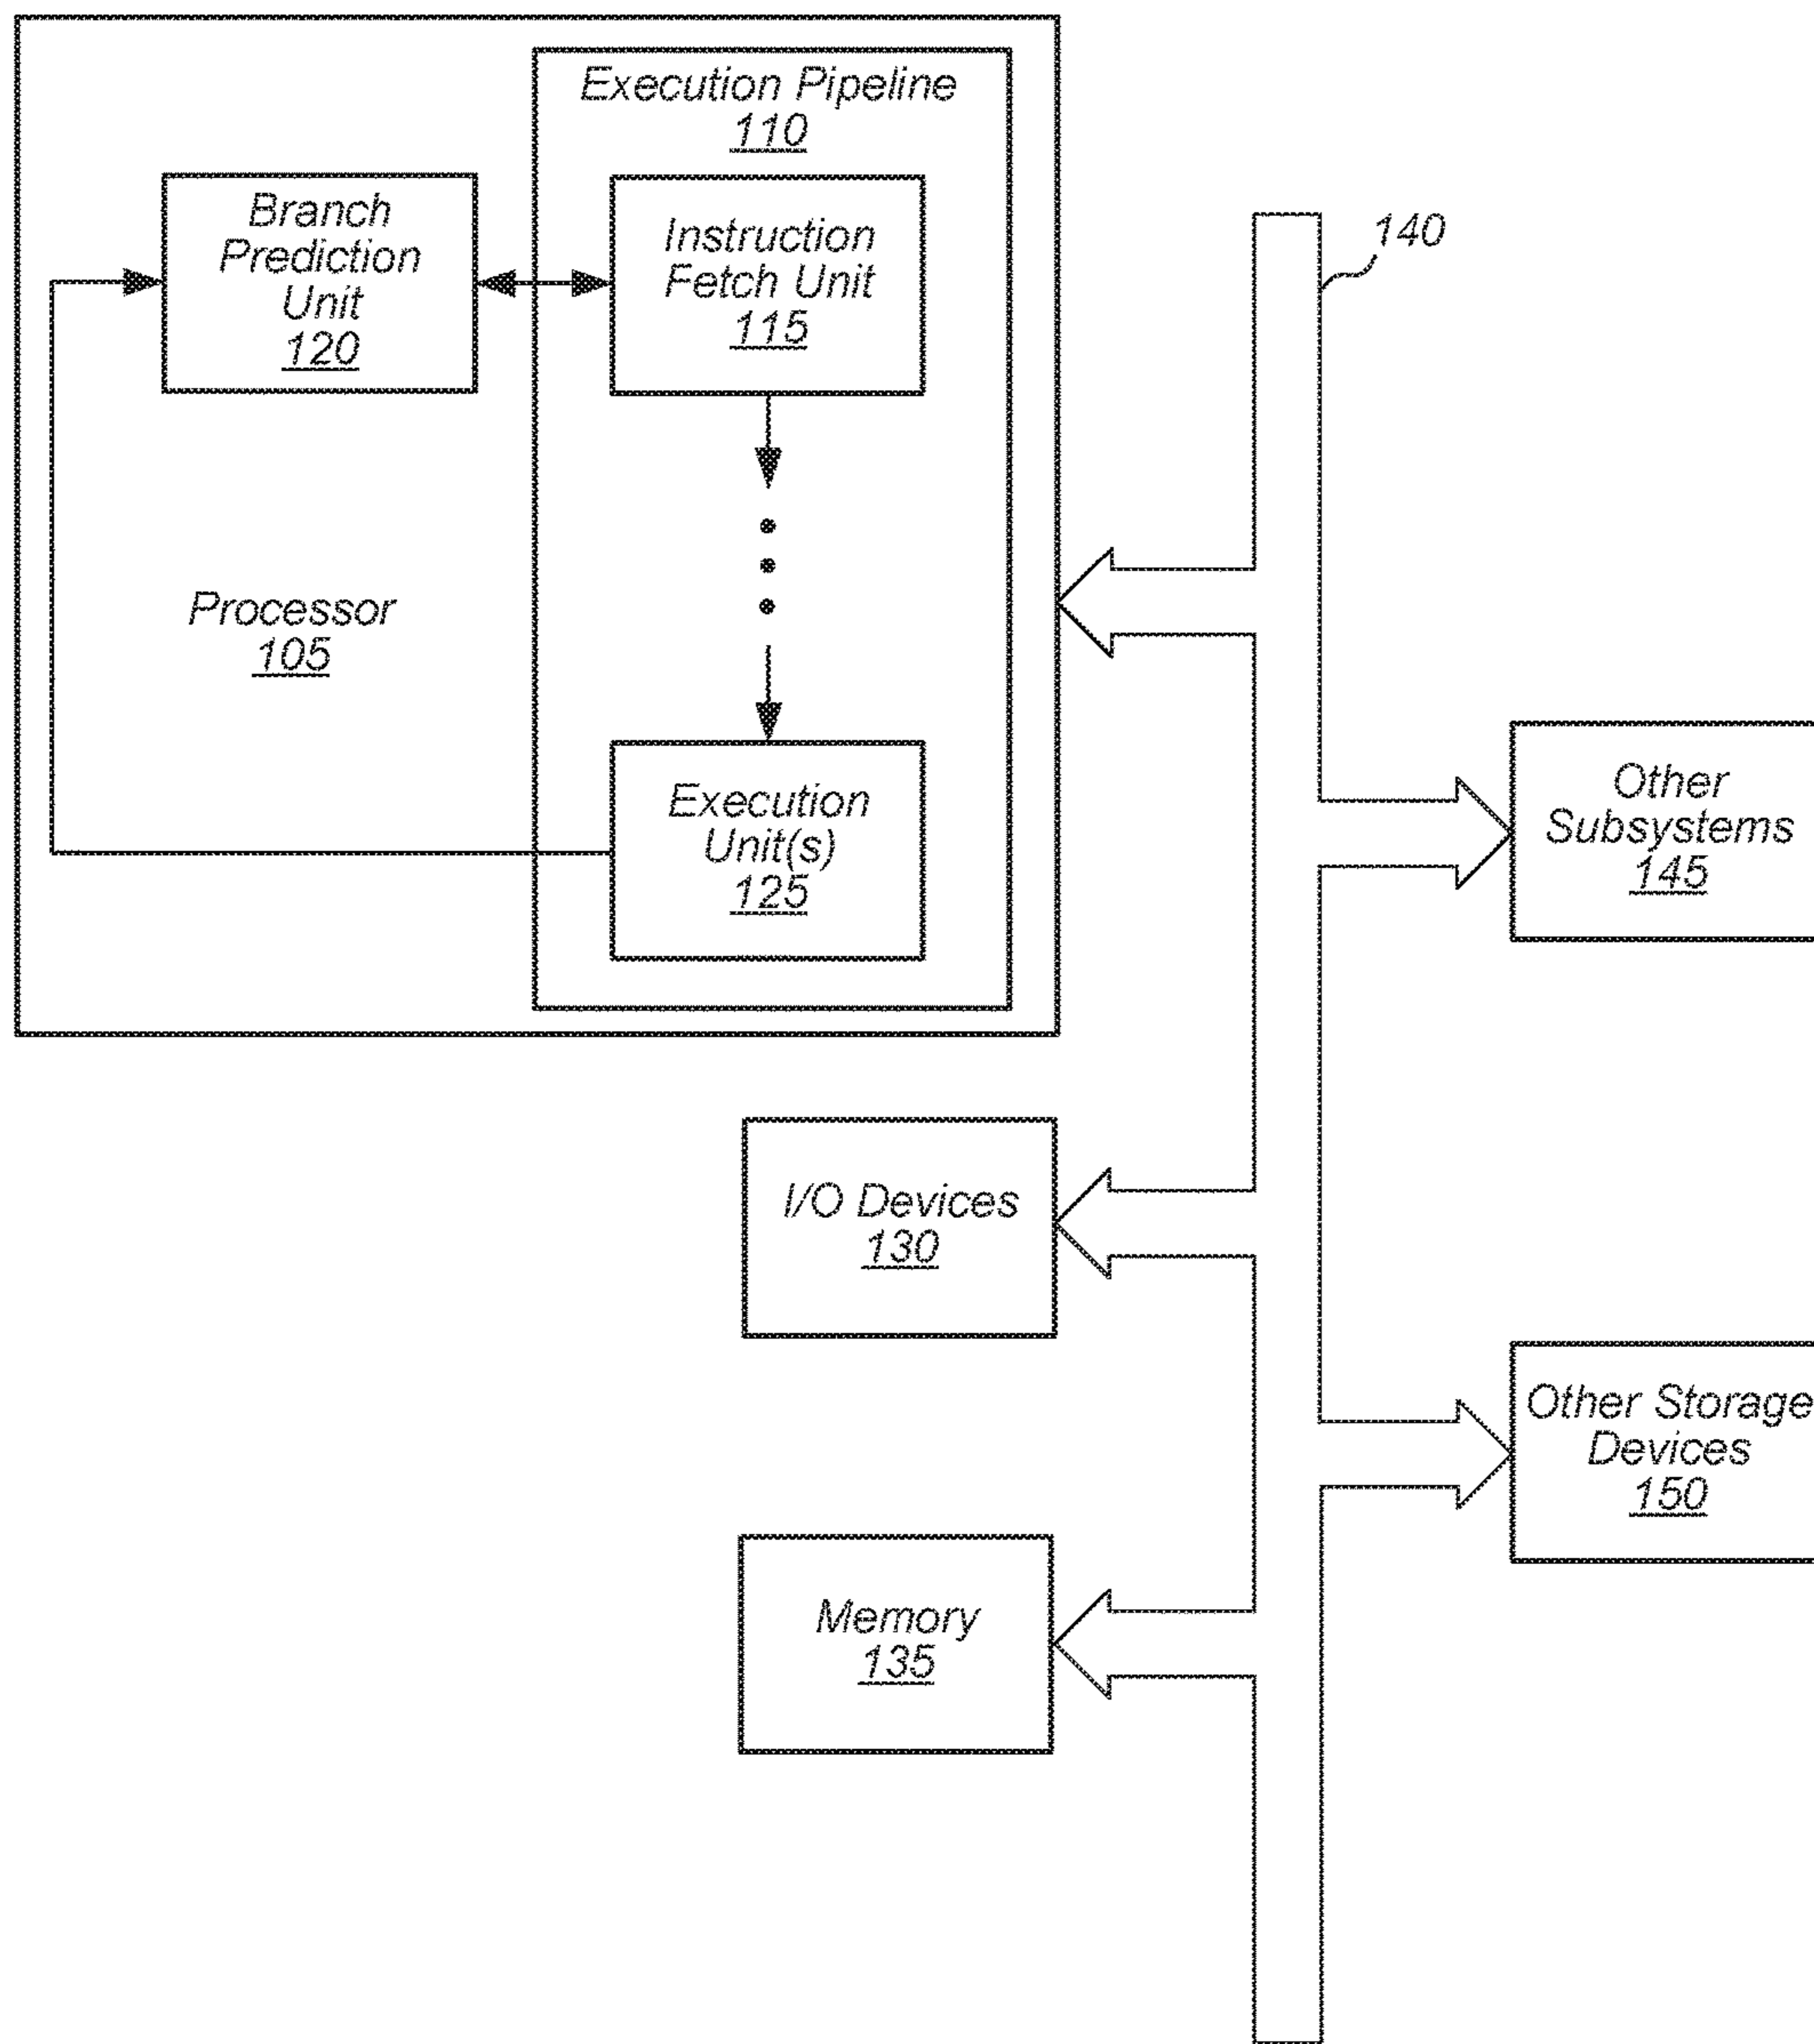 Execution Pipeline
110
Branch
Prediction
Unit
120
Instruction
Fetch Unit
115
140
Processor
105
Execution
Unit(s)
125
Other
Subsystems
145
I/O Devices
130
Other Storage
Devices
150
Memory
135